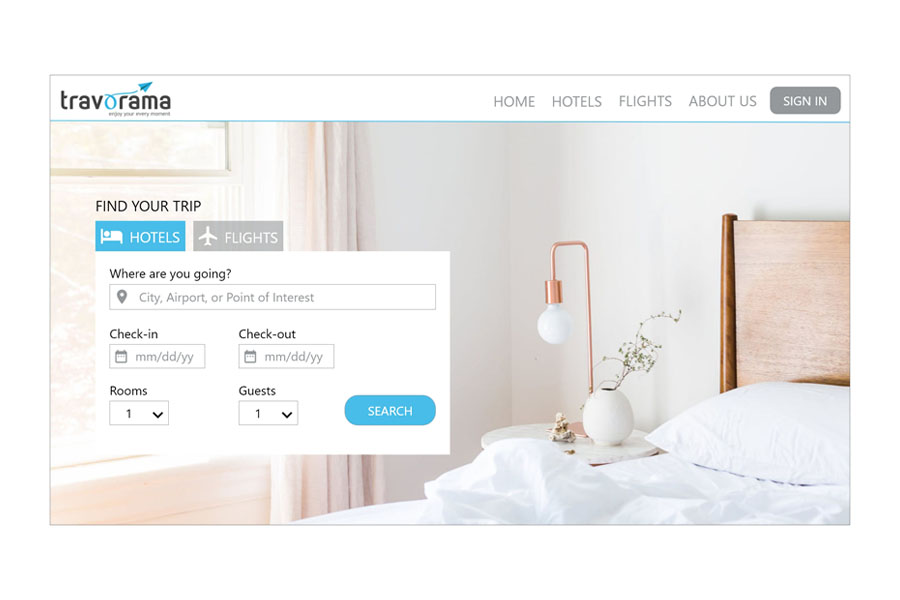 travorama
enjoy your every moment
HOME HOTELS FLIGHTS ABOUT US SIGN IN
FIND YOUR TRIP
HOTELS FLIGHTS
Where are you going?
City, Airport, or Point of Interest
Check-in Check-out
mm/dd/yy mm/dd/yy
Rooms Guests
1 1 SEARCH